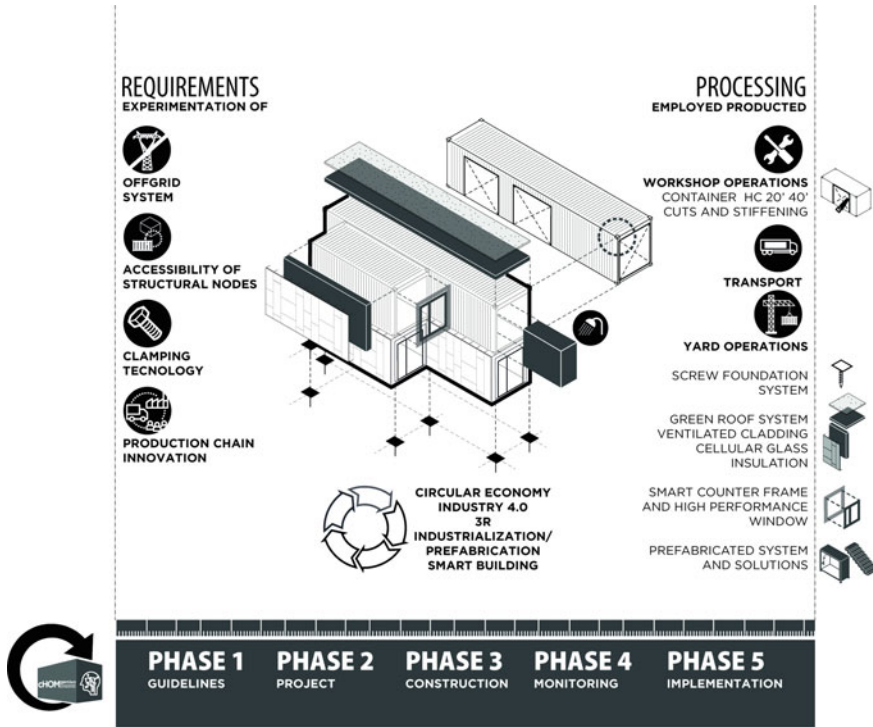 REQUIREMENTS
EXPERIMENTATION OF
OFFGRID
SYSTEM
ACCESSIBILITY OF
STRUCTURAL NODES
CLAMPING
TECNOLOGY
PRODUCTION CHAIN
INNOVATION
CIRCULAR ECONOMY
INDUSTRY 4.0
3R
INDUSTRIALIZATION/
PREFABRICATION
SMART BUILDING
PROCESSING
EMPLOYED PRODUCTED
WORKSHOP OPERATIONS
CONTAINER HC 20' 40'
CUTS AND STIFFENING
TRANSPORT
YARD OPERATIONS
SCREW FOUNDATION
SYSTEM
GREEN ROOF SYSTEM
VENTILATED CLADDING
CELLULAR GLASS
INSULATION
SMART COUNTER FRAME
AND HIGH PERFORMANCE
WINDOW
PREFABRICATED SYSTEM
AND SOLUTIONS
cHOM
PHASE 1
GUIDELINES
PHASE 2
PROJECT
PHASE 3
CONSTRUCTION
PHASE 4
MONITORING
PHASE 5
IMPLEMENTATION